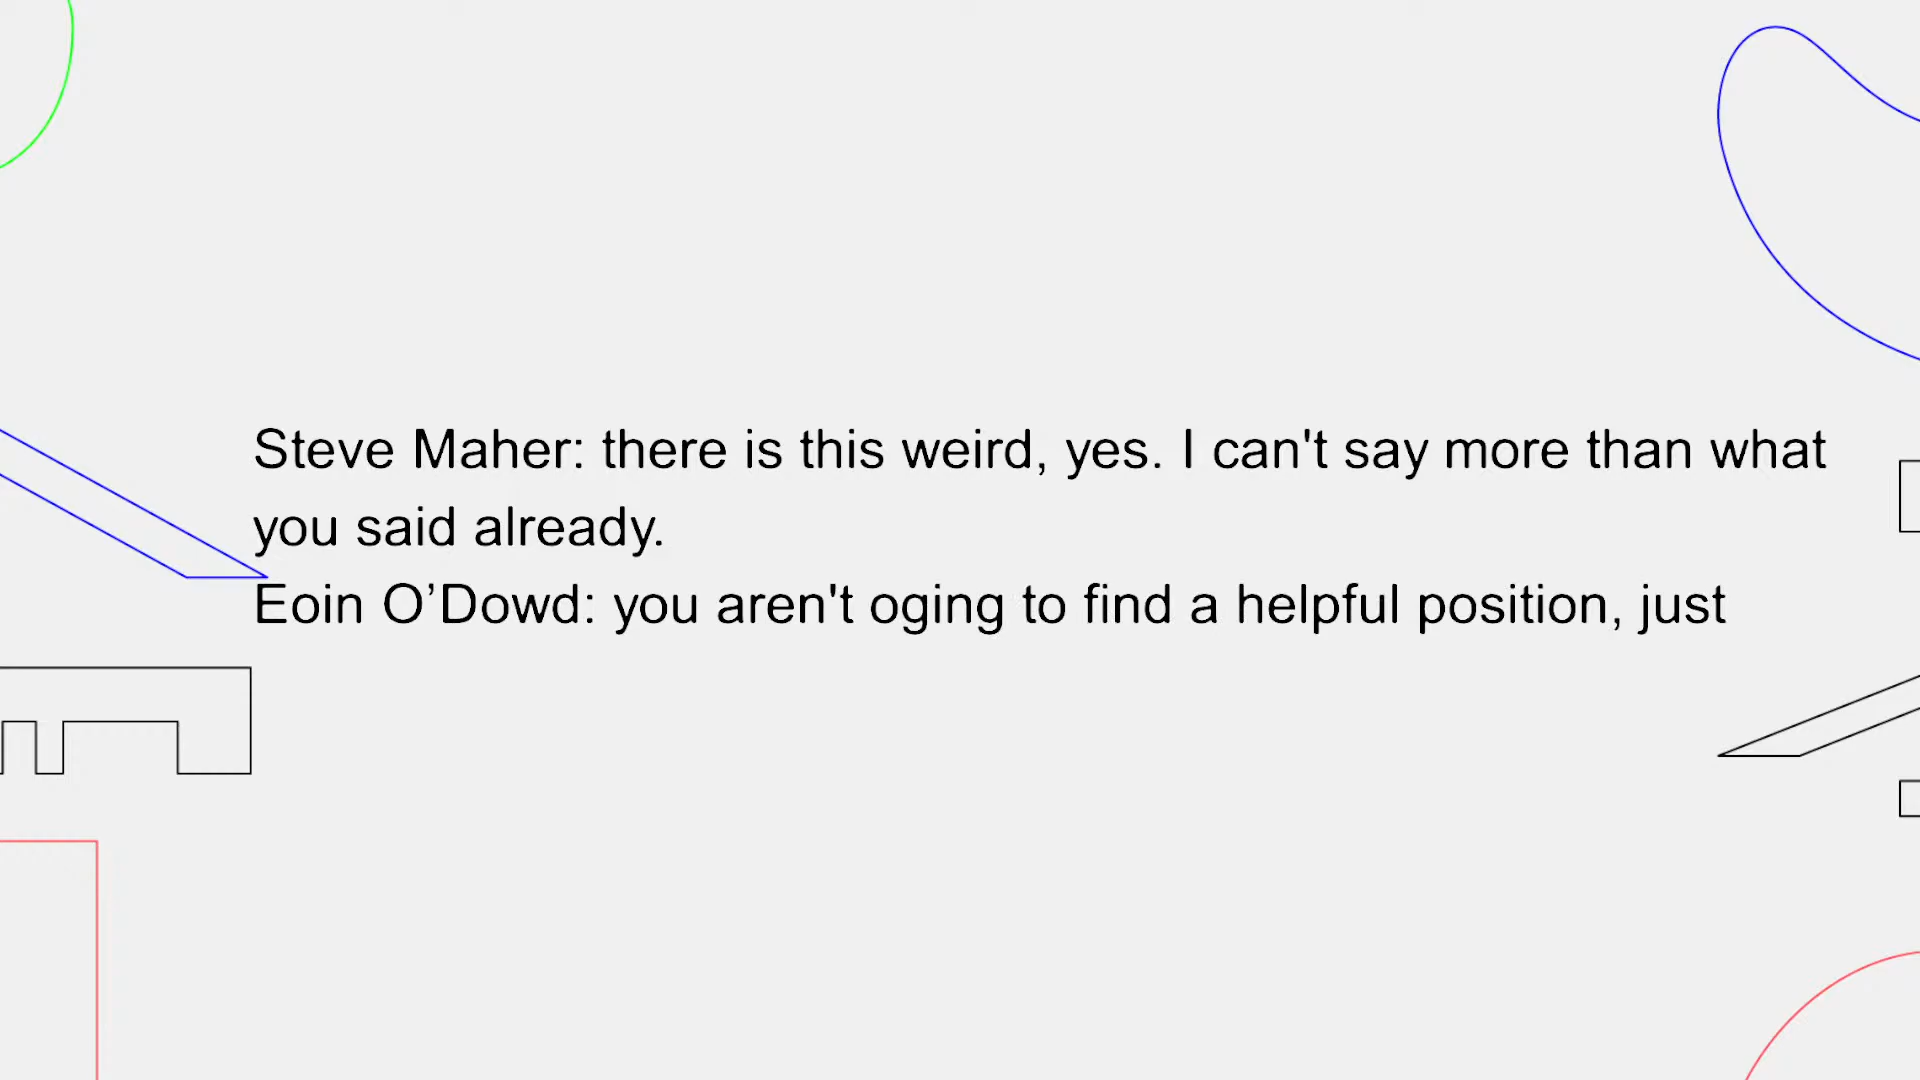 Steve Maher: there is this weird, yes. I can't say more than what
you said already.
Eoin O’Dowd: you aren't oging to find a helpful position, just